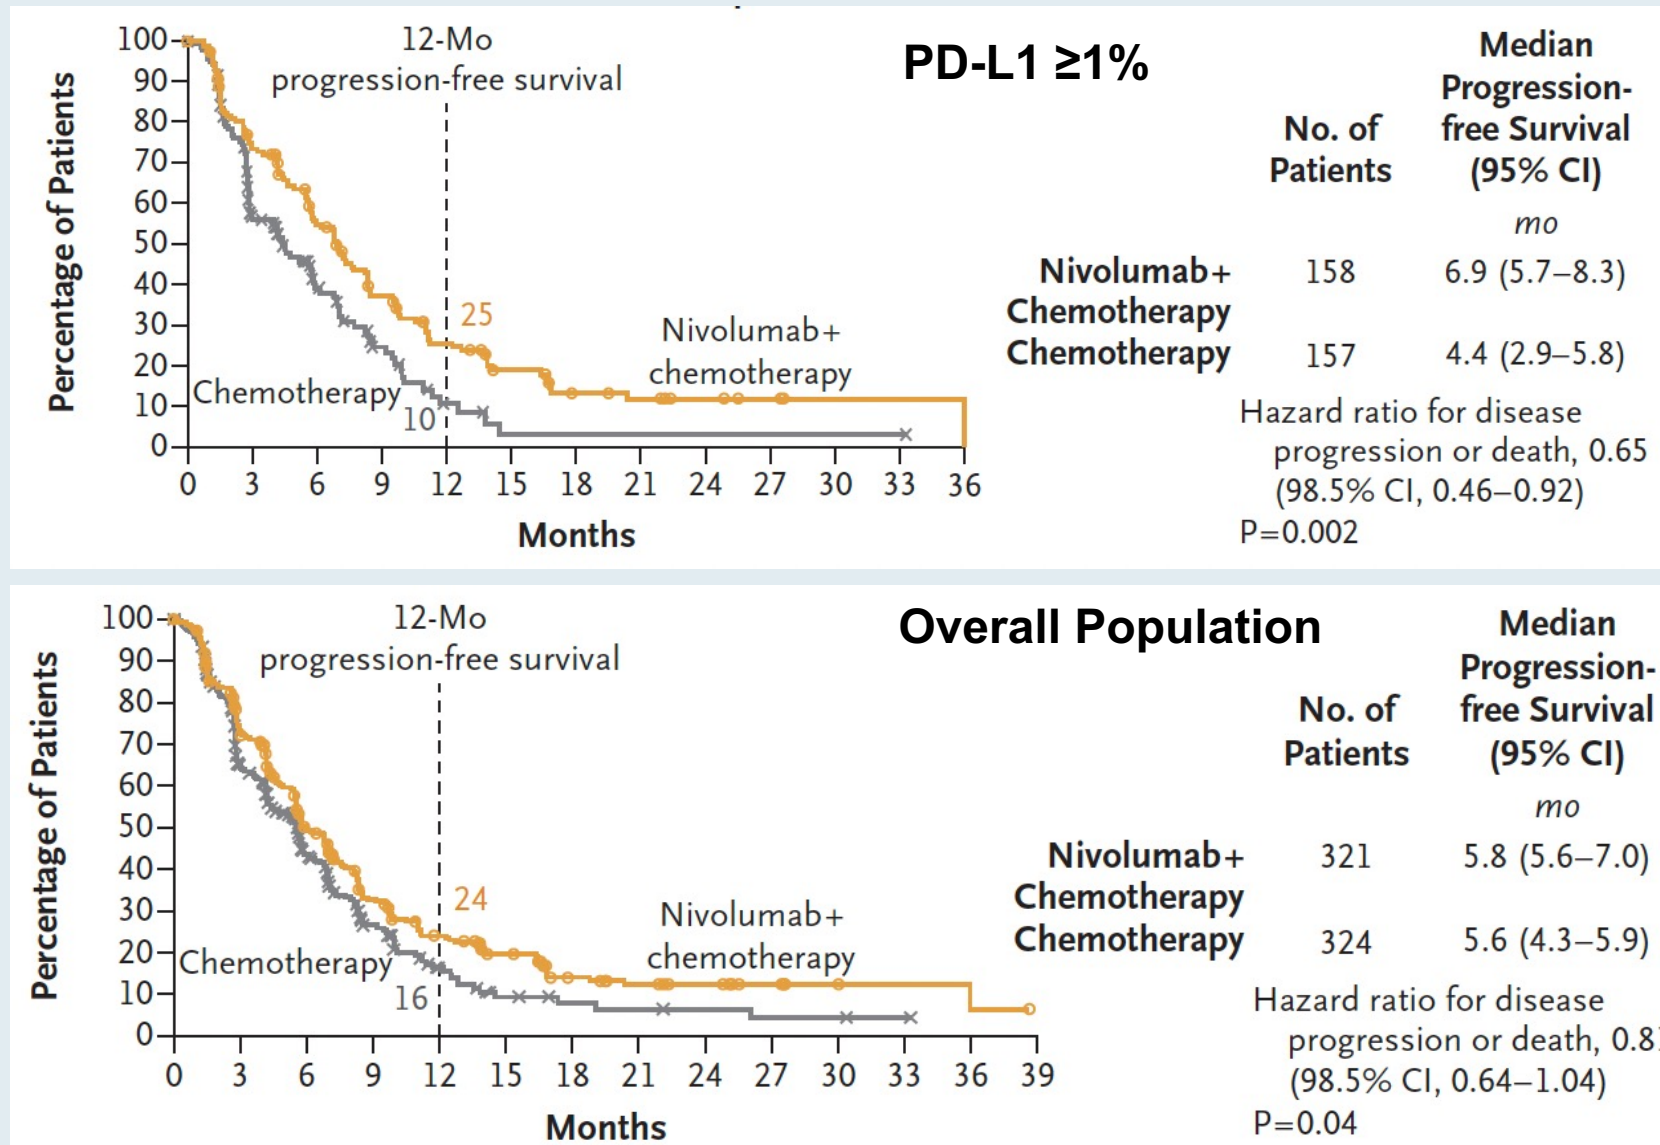 PD-L1 ≥1%
12-Mo
progression-free survival
Percentage of Patients
100
90
80
70
60
50
40
30
20
10
0
25
10
Chemotherapy
Nivolumab+
chemotherapy
0 3 6 9 12 15 18 21 24 27 30 33 36
Months
Median
Progression-
No. of free Survival
Patients (95% CI)
mo
Nivolumab+ 158 6.9 (5.7–8.3)
Chemotherapy
Chemotherapy 157 4.4 (2.9–5.8)
Hazard ratio for disease
progression or death, 0.65
(98.5% CI, 0.46–0.92)
P=0.002
Overall Population
12-Mo
progression-free survival
Percentage of Patients
100
90
80
70
60
50
40
30
20
10
0
24
16
Chemotherapy
Nivolumab+
chemotherapy
0 3 6 9 12 15 18 21 24 27 30 33 36 39
Months
Median
Progression-
No. of free Survival
Patients (95% CI)
mo
Nivolumab+ 321 5.8 (5.6–7.0)
Chemotherapy
Chemotherapy 324 5.6 (4.3–5.9)
Hazard ratio for disease
progression or death,
(98.5% CI, 0.64–1.04)
P=0.04